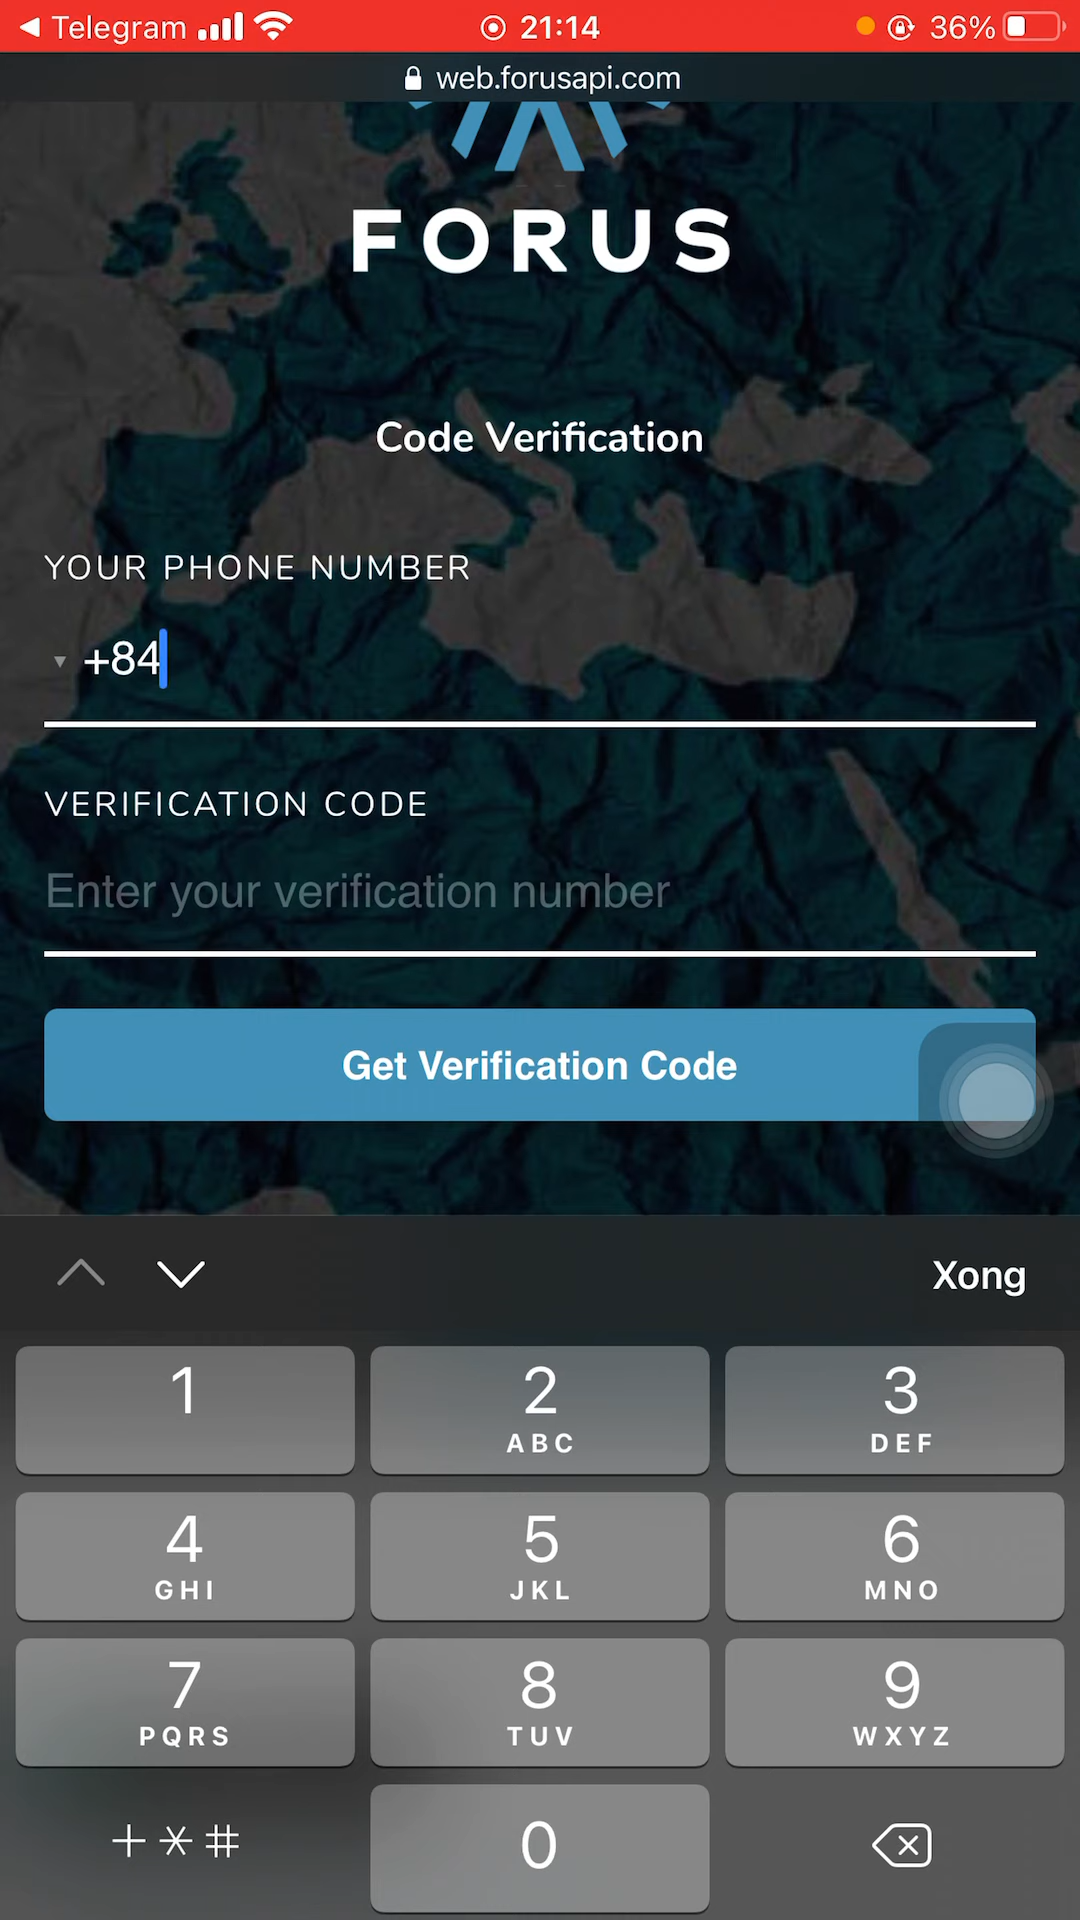 Telegram 21:14 36%
web.forusapi.com
FORUS
Code Verification
YOUR PHONE NUMBER
+84
VERIFICATION CODE
Enter your verification number
Get Verification Code
Xong
1 2 3
ABC DEF
4 5 6
GHI JKL MNO
7 8 9
PQRS TUV WXYZ
+*# 0